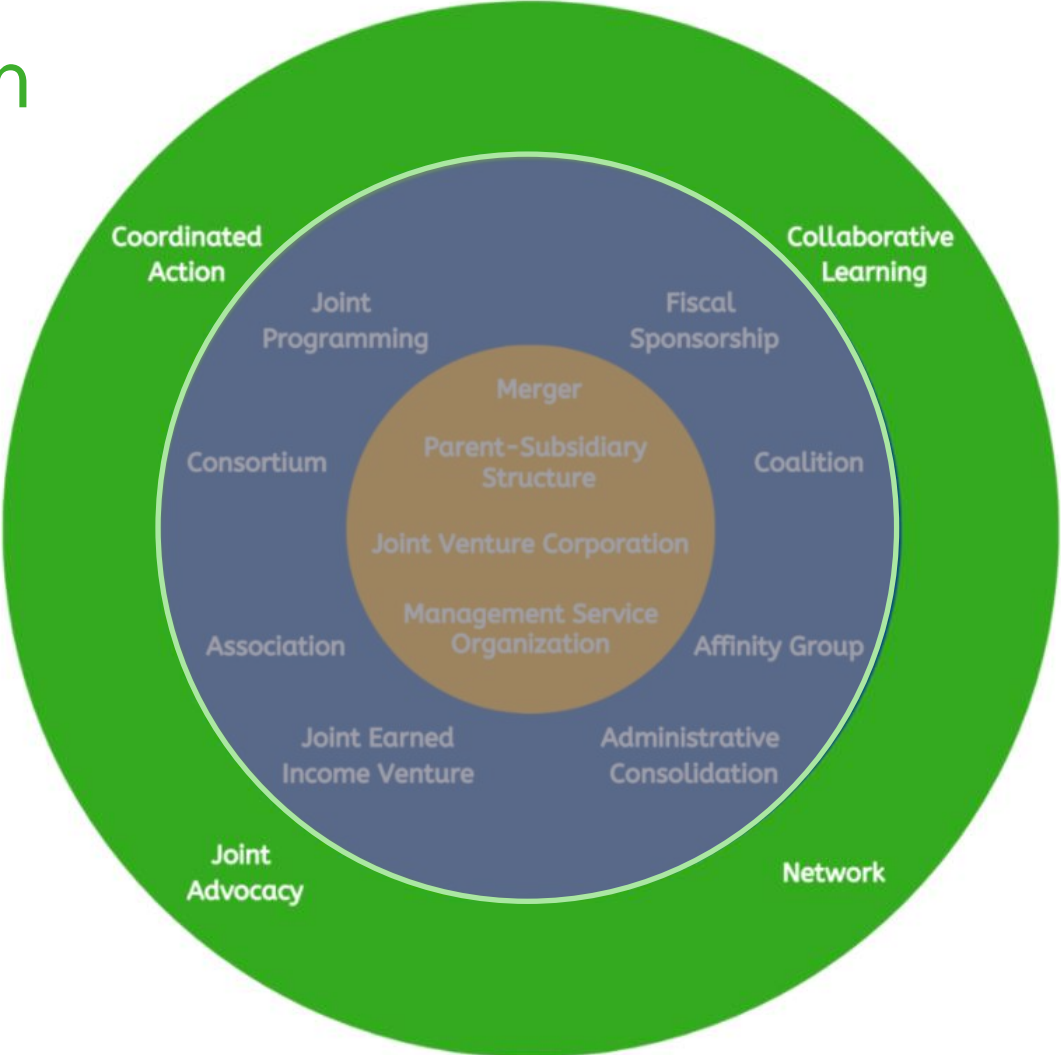 n
Coordinated
Action
Collaborative
Learning
Joint
Programming
Fiscal
Sponsorship
Merger
Parent-Subsidiary
Structure
Consortium
Coalition
Joint Venture Corporation
Management Service
Organization
Association
Affinity Group
Joint Earned
Income Venture
Administrative
Consolidation
Joint
Advocacy
Network